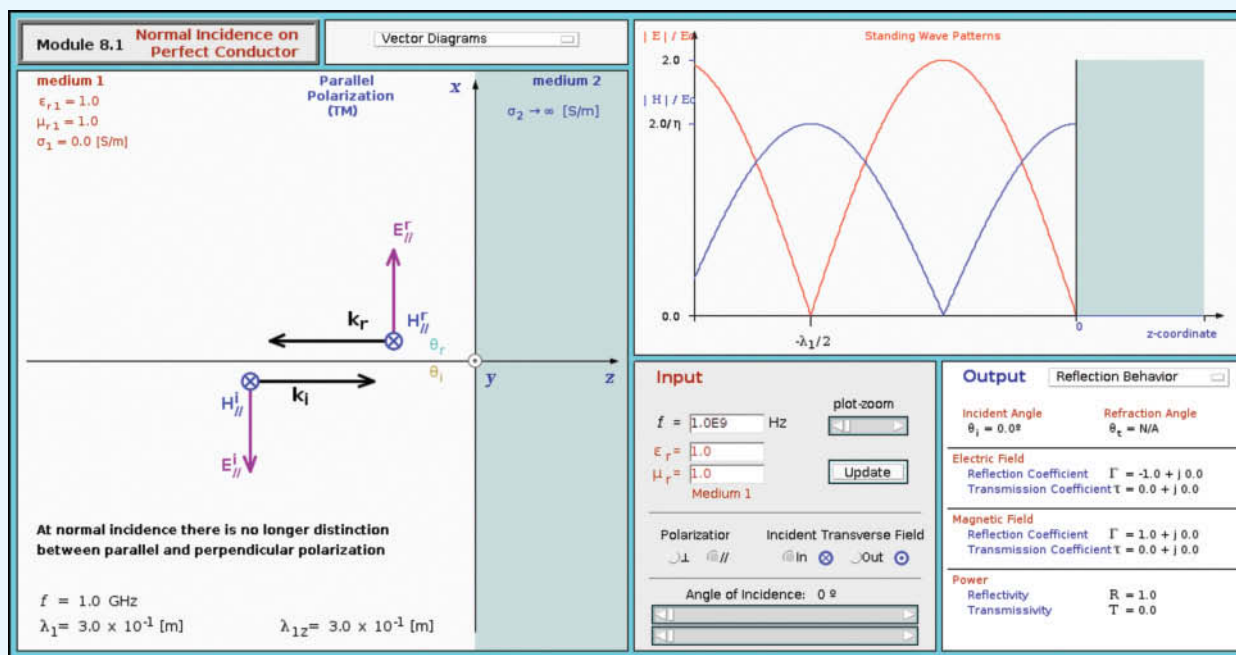 Module 8.1
Normal Incidence on
Perfect Conductor
Vector Diagrams
medium 1
εr1 = 1.0
μr1 = 1.0
σ1 = 0.0 [S/m]
Parallel
Polarization
(TM)
x
medium 2
σ2 → ∞ [S/m]
E//r
kr
H//r
θr
θi
y
z
H//i
ki
E//i
At normal incidence there is no longer distinction
between parallel and perpendicular polarization
f = 1.0 GHz
λ1 = 3.0 x 10-1 [m]
λ1z = 3.0 x 10-1 [m]
| E | / Eo
Standing Wave Patterns
2.0
| H | / Eo
2.0/η
0.0
-λ1/2
0
z-coordinate
Input
f = 1.0E9 Hz
εr = 1.0
μr = 1.0
Medium 1
plot-zoom
Update
Polarization
⊥ //
Incident Transverse Field
In ⊗ Out ⊙
Angle of Incidence: 0 º
Output
Reflection Behavior
Incident Angle
θi = 0.0º
Refraction Angle
θt = N/A
Electric Field
Reflection Coefficient Γ = -1.0 + j 0.0
Transmission Coefficient τ = 0.0 + j 0.0
Magnetic Field
Reflection Coefficient Γ = 1.0 + j 0.0
Transmission Coefficient τ = 0.0 + j 0.0
Power
Reflectivity R = 1.0
Transmissivity T = 0.0